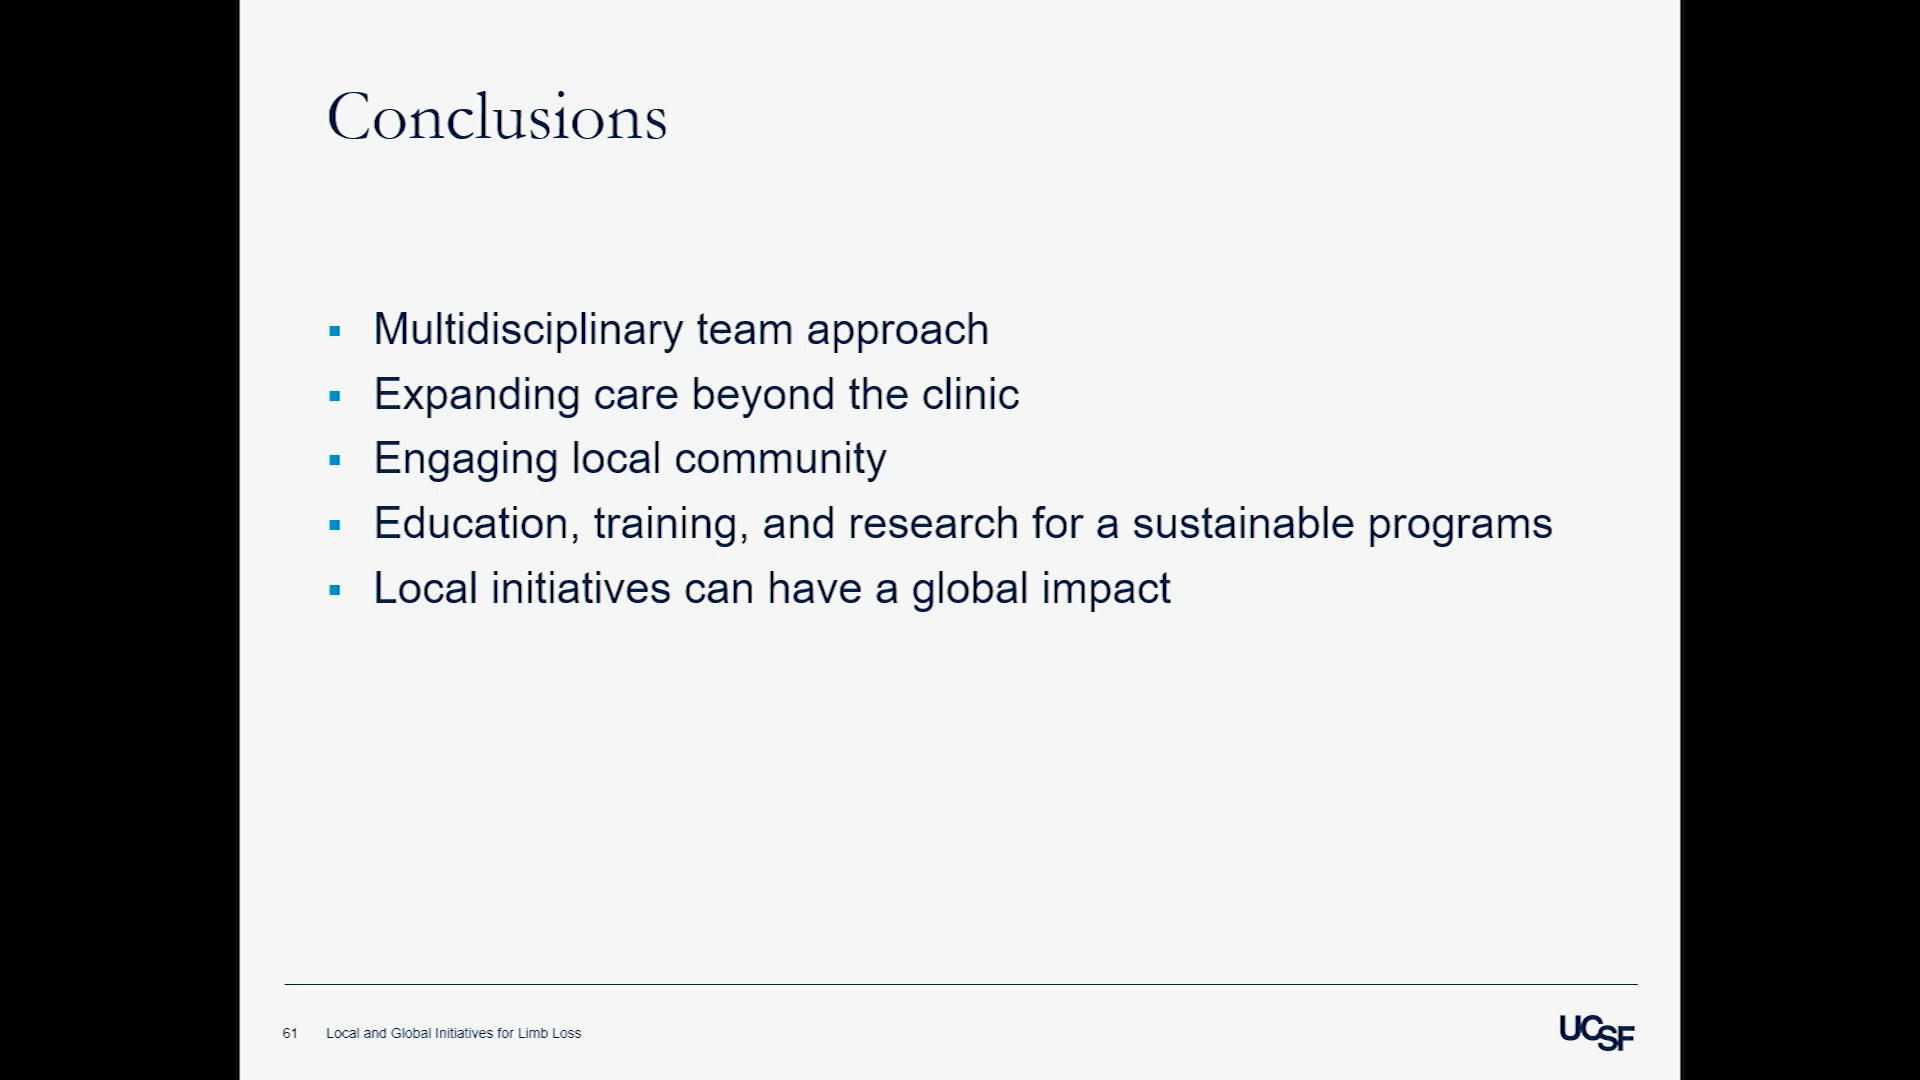 Conclusions
Multidisciplinary team approach
Expanding care beyond the clinic
Engaging local community
Education, training, and research for a sustainable programs
Local initiatives can have a global impact
61 Local and Global Initiatives for Limb Loss
UCSF